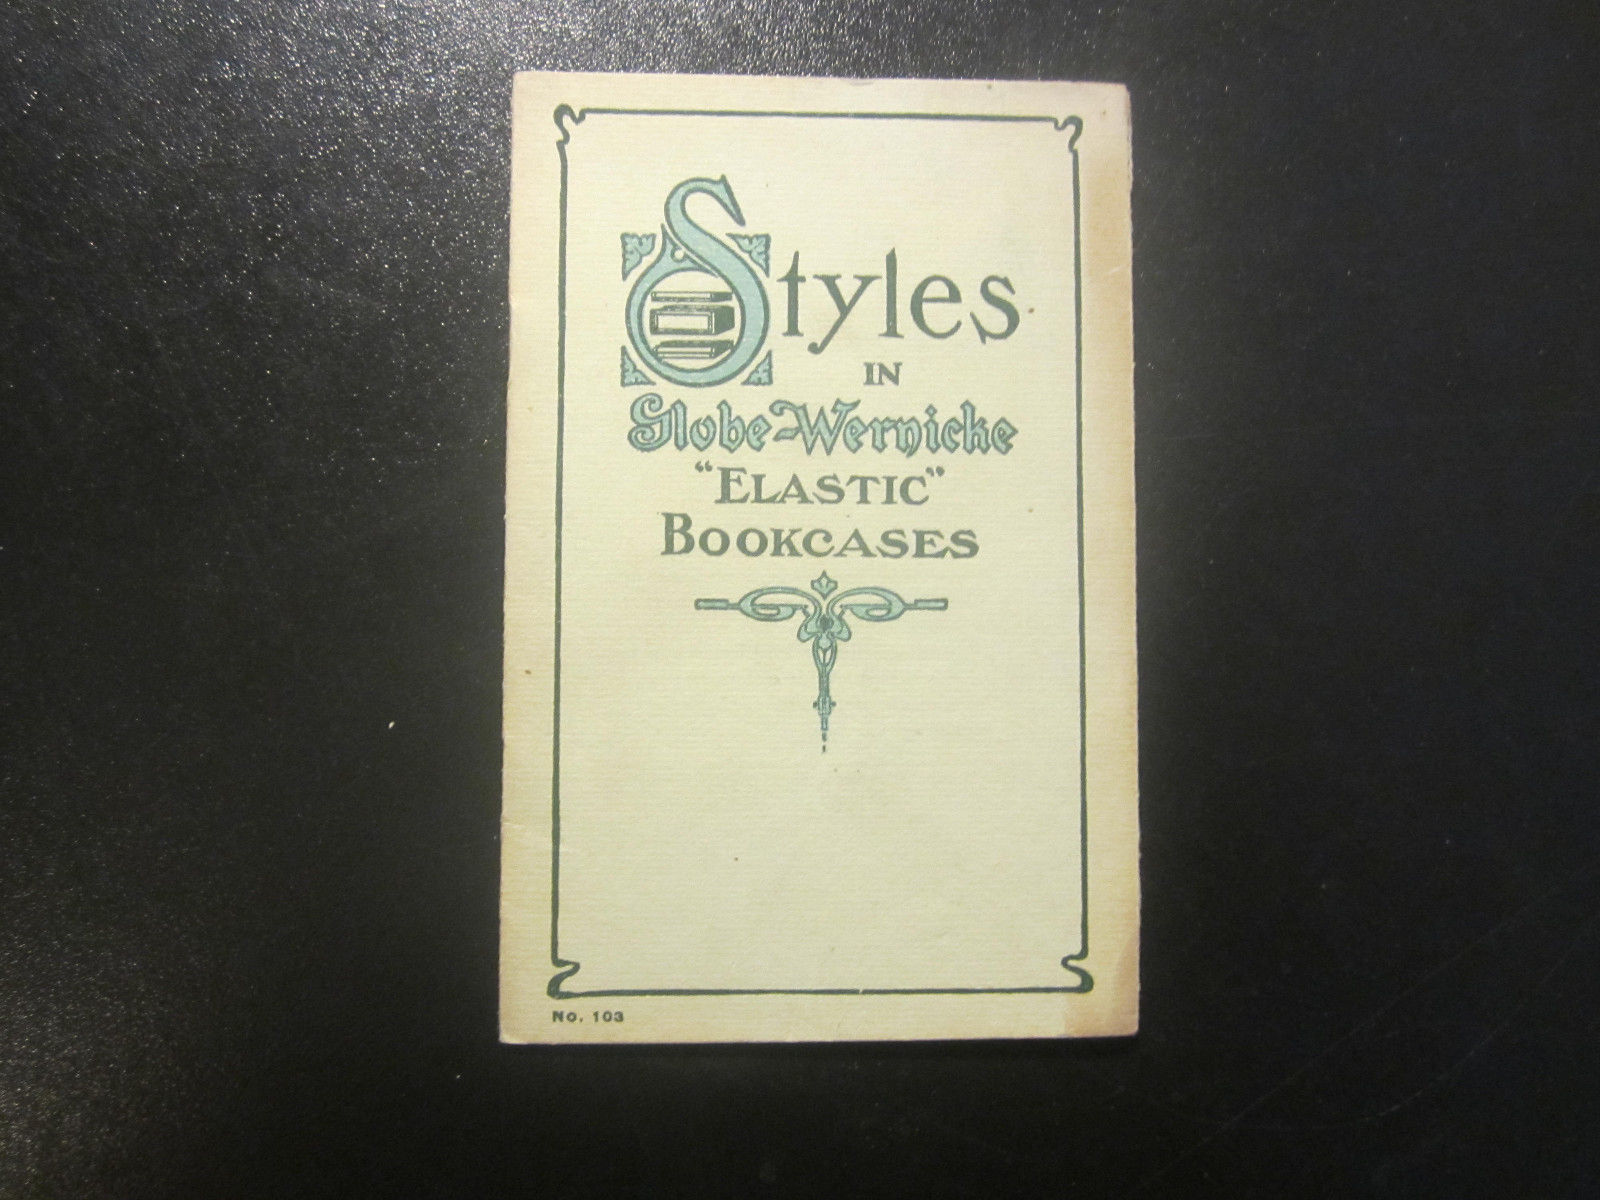 Styles
IN
Globe-Wernicke
"ELASTIC"
BOOKCASES
No. 103